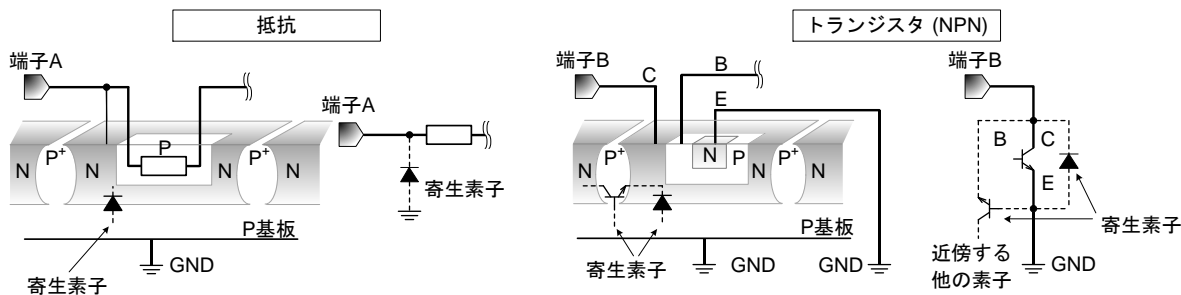 抵抗
端子A
P
N
P+
N
P+
N
N
P基板
GND
寄生素子
端子A
寄生素子
トランジスタ (NPN)
端子B
C
B
E
N
P+
N
N
P
P+
N
P基板
GND
GND
寄生素子
端子B
B
C
E
寄生素子
近傍する
他の素子
GND